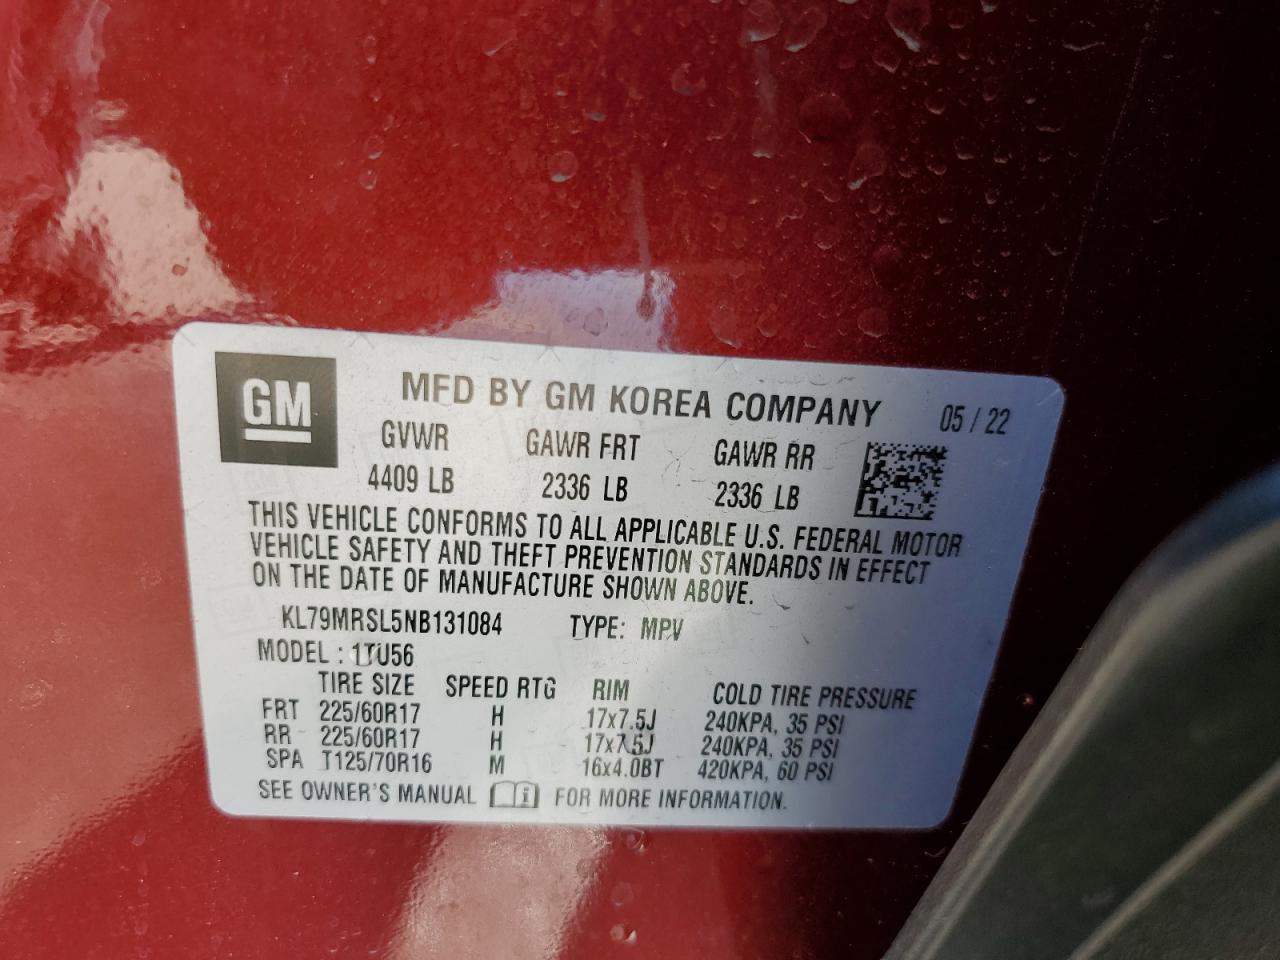 GM
MFD BY GM KOREA COMPANY 05 / 22
GVWR GAWR FRT GAWR RR
4409 LB 2336 LB 2336 LB
THIS VEHICLE CONFORMS TO ALL APPLICABLE U.S. FEDERAL MOTOR
VEHICLE SAFETY AND THEFT PREVENTION STANDARDS IN EFFECT
ON THE DATE OF MANUFACTURE SHOWN ABOVE.
KL79MRSL5NB131084 TYPE: MPV
MODEL : 1TU56
TIRE SIZE SPEED RTG RIM COLD TIRE PRESSURE
FRT 225/60R17 H 17x7.5J 240KPA, 35 PSI
RR 225/60R17 H 17x7.5J 240KPA, 35 PSI
SPA T125/70R16 M 16x4.0BT 420KPA, 60 PSI
SEE OWNER'S MANUAL i FOR MORE INFORMATION.